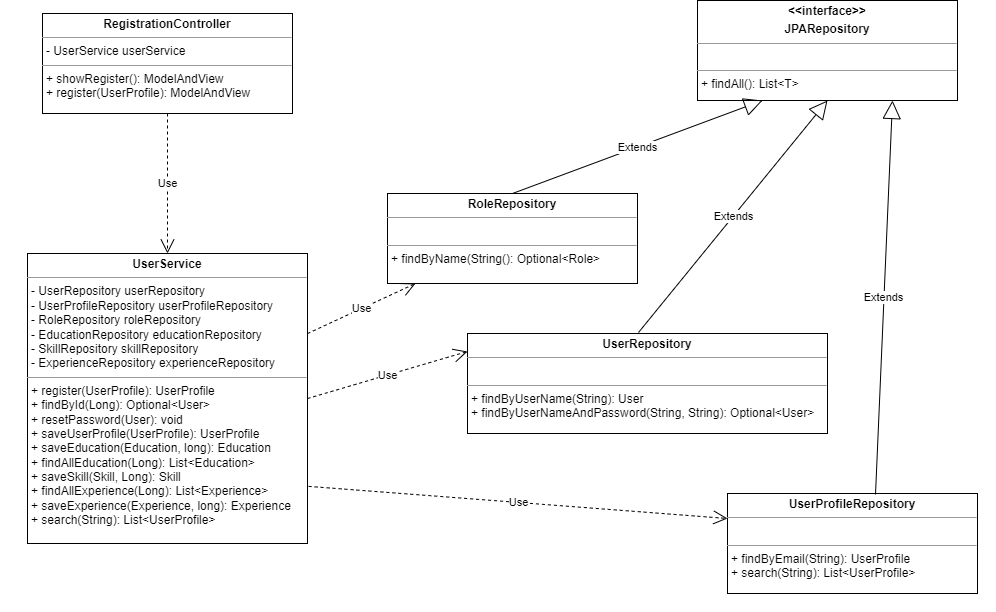 RegistrationController
- UserService userService
+ showRegister(): ModelAndView
+ register(UserProfile): ModelAndView
<<interface>>
JPARepository
+ findAll(): List<T>
Extends
Use
RoleRepository
+ findByName(String(): Optional<Role>
Extends
UserService
- UserRepository userRepository
- UserProfileRepository userProfileRepository
- RoleRepository roleRepository
- EducationRepository educationRepository
- SkillRepository skillRepository
- ExperienceRepository experienceRepository
+ register(UserProfile): UserProfile
+ findById(Long): Optional<User>
+ resetPassword(User): void
+ saveUserProfile(UserProfile): UserProfile
+ saveEducation(Education, long): Education
+ findAllEducation(Long): List<Education>
+ saveSkill(Skill, Long): Skill
+ findAllExperience(Long): List<Experience>
+ saveExperience(Experience, long): Experience
+ search(String): List<UserProfile>
Use
Extends
UserRepository
+ findByUserName(String): User
+ findByUserNameAndPassword(String, String): Optional<User>
Use
Use
UserProfileRepository
+ findByEmail(String): UserProfile
+ search(String): List<UserProfile>